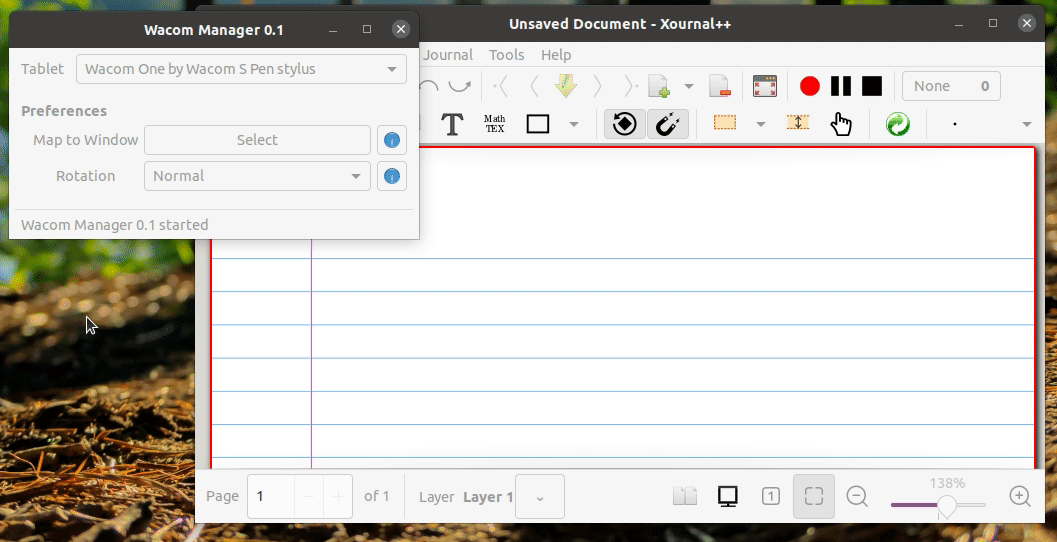 Wacom Manager 0.1
Unsaved Document - Xournal++
Tablet Wacom One by Wacom S Pen stylus
Preferences
Map to Window Select
Rotation Normal
Wacom Manager 0.1 started
Journal Tools Help
None 0
T Math TEX
Page 1 of 1 Layer Layer 1 1 138%